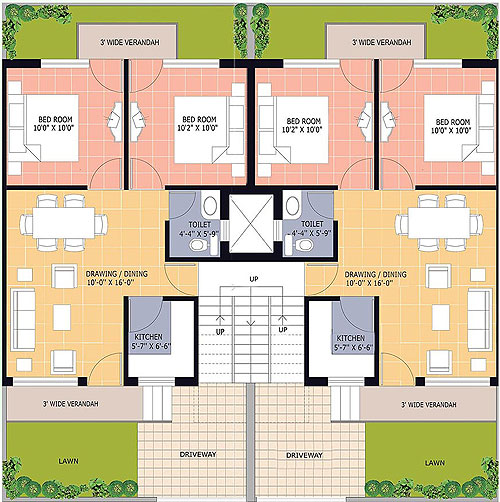 3' WIDE VERANDAH
3' WIDE VERANDAH
BED ROOM
10'0" X 10'0"
BED ROOM
10'2" X 10'0"
BED ROOM
10'2" X 10'0"
BED ROOM
10'0" X 10'0"
TOILET
4'-4" X 5'-9"
TOILET
4'-4" X 5'-9"
DRAWING / DINING
10'-0" X 16'-0"
UP
DRAWING / DINING
10'-0" X 16'-0"
KITCHEN
5'-7" X 6'-6"
UP
UP
KITCHEN
5'-7" X 6'-6"
3' WIDE VERANDAH
3' WIDE VERANDAH
LAWN
DRIVEWAY
DRIVEWAY
LAWN